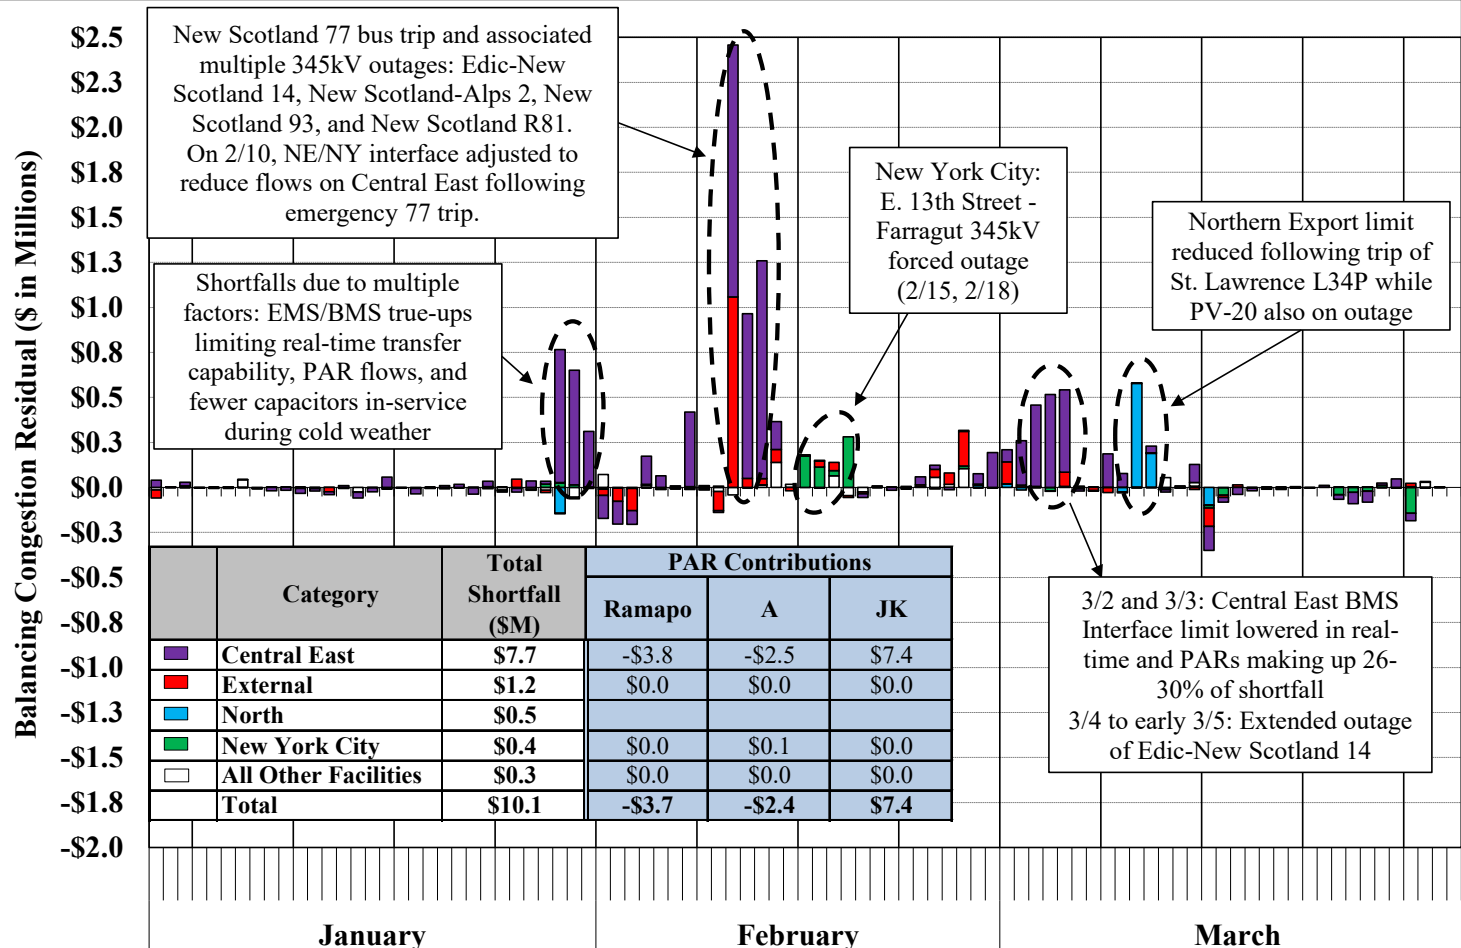 Balancing Congestion Residual ($ in Millions)
$2.5
$2.3
$2.0
$1.8
$1.5
$1.3
$1.0
$0.8
$0.5
$0.3
$0.0
-$0.3
-$0.5
-$0.8
-$1.0
-$1.3
-$1.5
-$1.8
-$2.0
New Scotland 77 bus trip and associated
multiple 345kV outages: Edic-New
Scotland 14, New Scotland-Alps 2, New
Scotland 93, and New Scotland R81.
On 2/10, NE/NY interface adjusted to
reduce flows on Central East following
emergency 77 trip.
Shortfalls due to multiple
factors: EMS/BMS true-ups
limiting real-time transfer
capability, PAR flows, and
fewer capacitors in-service
during cold weather
New York City:
E. 13th Street -
Farragut 345kV
forced outage
(2/15, 2/18)
Northern Export limit
reduced following trip of
St. Lawrence L34P while
PV-20 also on outage
3/2 and 3/3: Central East BMS
Interface limit lowered in real-
time and PARs making up 26-
30% of shortfall
3/4 to early 3/5: Extended outage
of Edic-New Scotland 14
Category
Total
Shortfall
($M)
PAR Contributions
Ramapo A JK
Central East $7.7 -$3.8 -$2.5 $7.4
External $1.2 $0.0 $0.0 $0.0
North $0.5
New York City $0.4 $0.0 $0.1 $0.0
All Other Facilities $0.3 $0.0 $0.0 $0.0
Total $10.1 -$3.7 -$2.4 $7.4
January February March